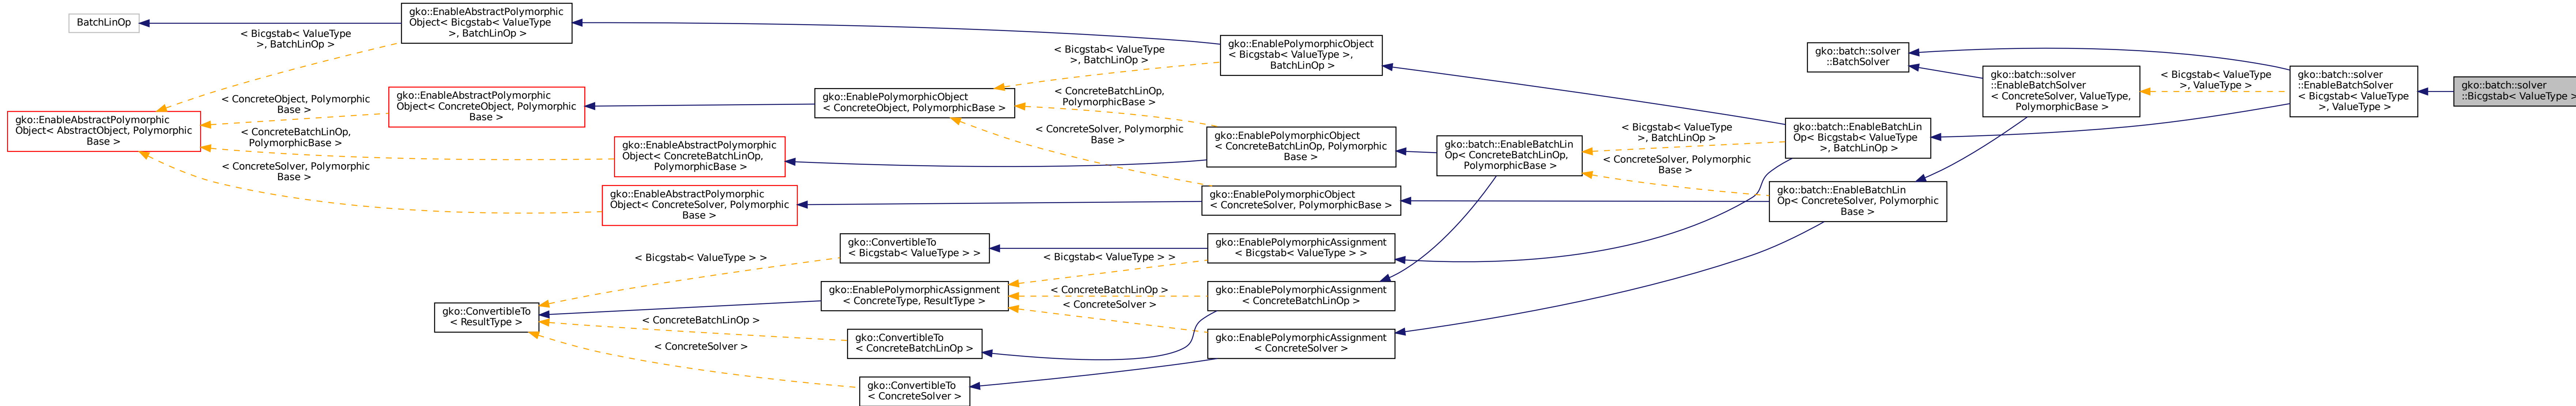 BatchLinOp
gko::EnableAbstractPolymorphic
Object< Bicgstab< ValueType
>, BatchLinOp >
< Bicgstab< ValueType
>, BatchLinOp >
gko::EnableAbstractPolymorphic
Object< AbstractObject, Polymorphic
Base >
< ConcreteObject, Polymorphic
Base >
gko::EnableAbstractPolymorphic
Object< ConcreteObject, Polymorphic
Base >
< ConcreteBatchLinOp,
PolymorphicBase >
gko::EnableAbstractPolymorphic
Object< ConcreteBatchLinOp,
PolymorphicBase >
< ConcreteSolver, Polymorphic
Base >
gko::EnableAbstractPolymorphic
Object< ConcreteSolver, Polymorphic
Base >
gko::EnablePolymorphicObject
< ConcreteObject, PolymorphicBase >
< Bicgstab< ValueType
>, BatchLinOp >
< ConcreteBatchLinOp,
PolymorphicBase >
< ConcreteSolver, Polymorphic
Base >
gko::EnablePolymorphicObject
< Bicgstab< ValueType >,
BatchLinOp >
gko::EnablePolymorphicObject
< ConcreteBatchLinOp, Polymorphic
Base >
gko::EnablePolymorphicObject
< ConcreteSolver, PolymorphicBase >
gko::batch::EnableBatchLin
Op< ConcreteBatchLinOp,
PolymorphicBase >
< Bicgstab< ValueType
>, BatchLinOp >
< ConcreteSolver, Polymorphic
Base >
gko::batch::solver
::BatchSolver
gko::batch::EnableBatchLin
Op< Bicgstab< ValueType
>, BatchLinOp >
gko::batch::EnableBatchLin
Op< ConcreteSolver, Polymorphic
Base >
gko::batch::solver
::EnableBatchSolver
< ConcreteSolver, ValueType,
PolymorphicBase >
< Bicgstab< ValueType
>, ValueType >
gko::batch::solver
::EnableBatchSolver
< Bicgstab< ValueType
>, ValueType >
gko::batch::solver
::Bicgstab< ValueType >
gko::ConvertibleTo
< ResultType >
< Bicgstab< ValueType > >
gko::ConvertibleTo
< Bicgstab< ValueType > >
gko::EnablePolymorphicAssignment
< ConcreteType, ResultType >
< ConcreteBatchLinOp >
gko::ConvertibleTo
< ConcreteBatchLinOp >
< ConcreteSolver >
gko::ConvertibleTo
< ConcreteSolver >
< Bicgstab< ValueType > >
< ConcreteBatchLinOp >
< ConcreteSolver >
gko::EnablePolymorphicAssignment
< Bicgstab< ValueType > >
gko::EnablePolymorphicAssignment
< ConcreteBatchLinOp >
gko::EnablePolymorphicAssignment
< ConcreteSolver >